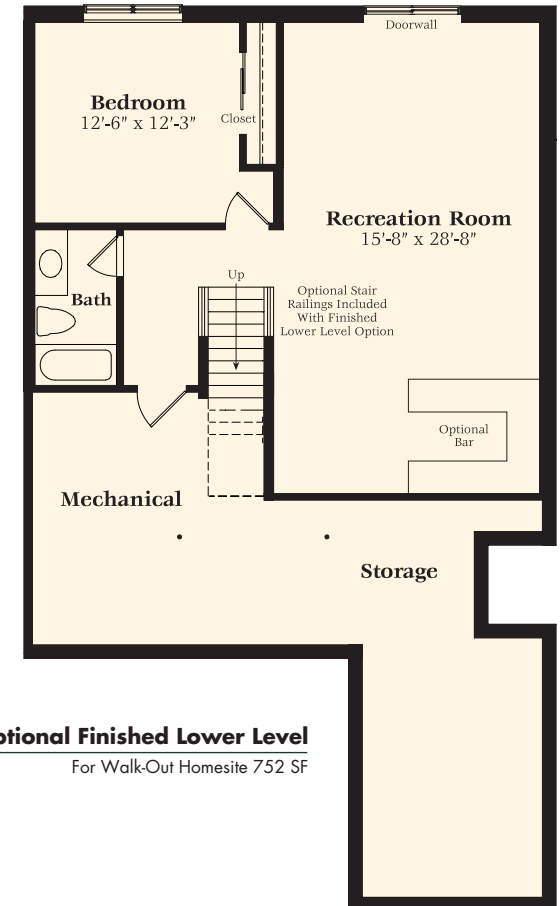 Doorwall
Bedroom
12'-6" x 12'-3"
Closet
Recreation Room
15'-8" x 28'-8"
Up
Optional Stair
Railings Included
With Finished
Lower Level Option
Bath
Optional
Bar
Mechanical
Storage
ptional Finished Lower Level
For Walk-Out Homesite 752 SF